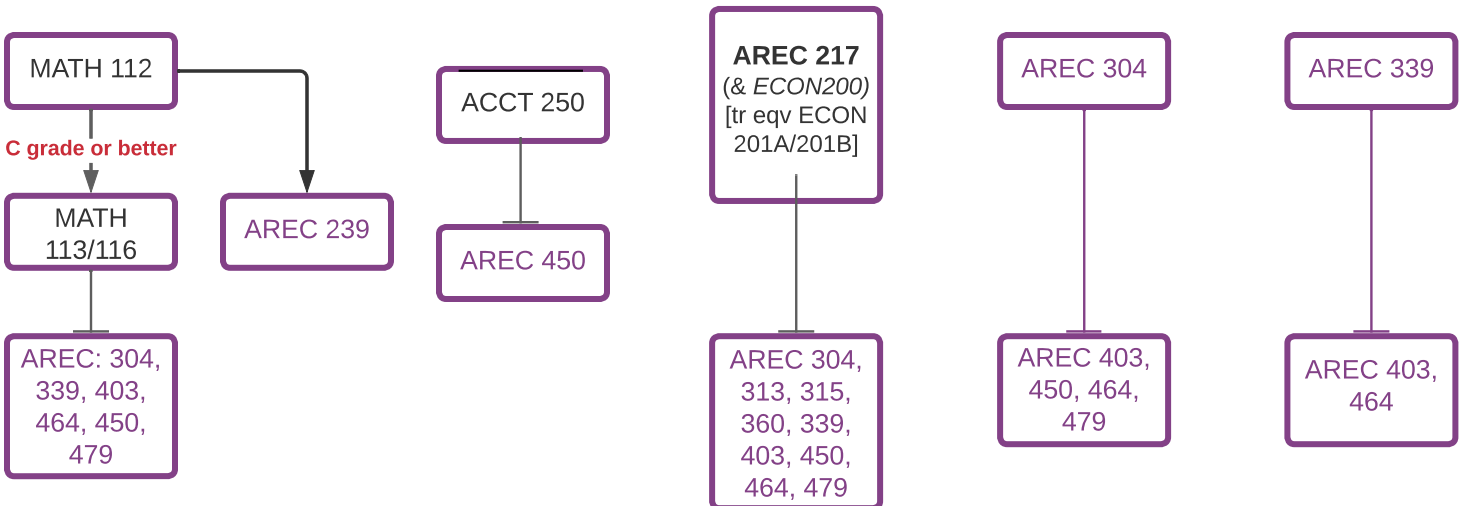 MATH 112
C grade or better
MATH
113/116
AREC: 304,
339, 403,
464, 450,
479
AREC 239
ACCT 250
AREC 450
AREC 217
(& ECON200)
[tr eqv ECON
201A/201B]
AREC 304,
313, 315,
360, 339,
403, 450,
464, 479
AREC 304
AREC 403,
450, 464,
479
AREC 339
AREC 403,
464